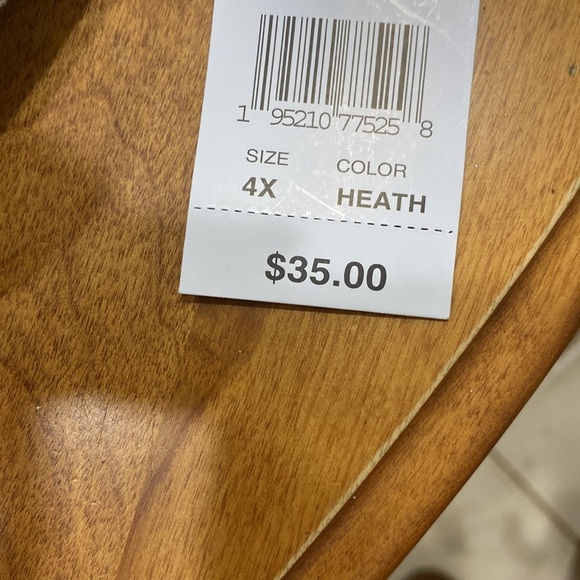 1 95210 77525 8
SIZE COLOR
4X HEATH
$35.00